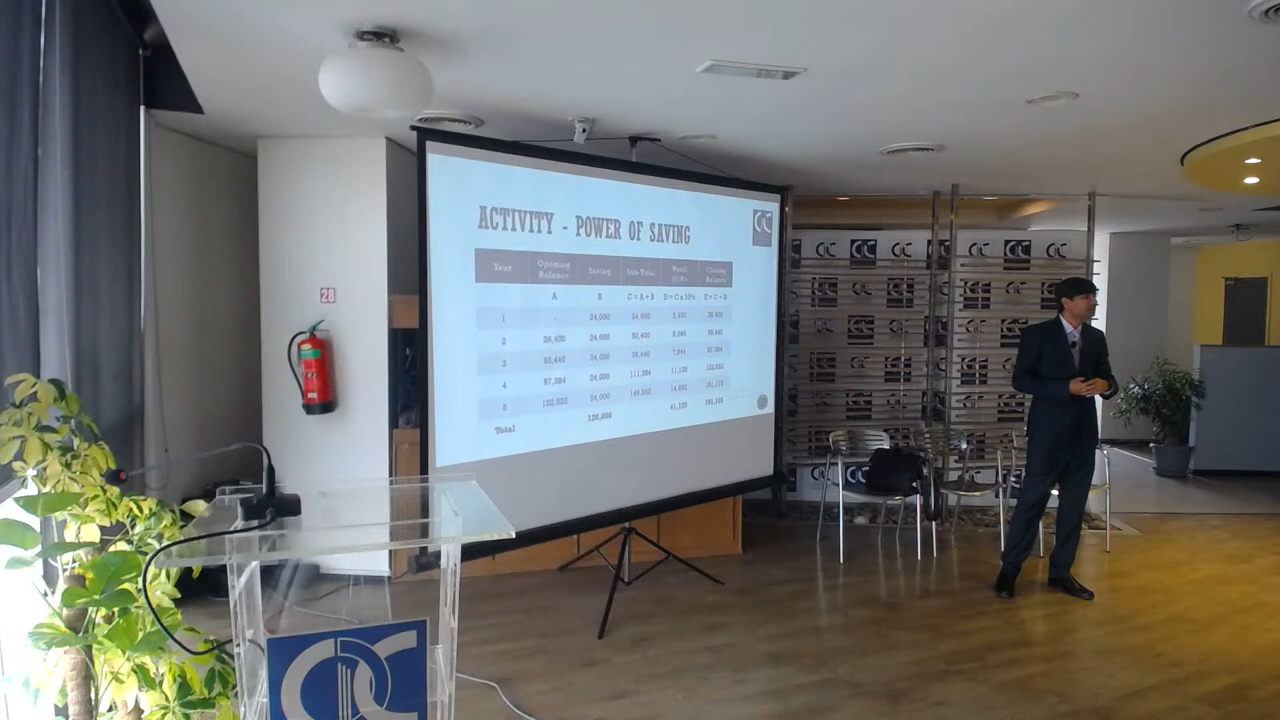 28
ACTIVITY - POWER OF SAVING
Year Opening Balance Saving Sub-Total Closing Balance
A B C = A + B D = C x 10% E = C + D
1 - 24,000 24,000 2,400 26,400
2 26,400 24,000 50,400 5,040 55,440
3 55,440 24,000 79,440 7,944 87,384
4 87,384 24,000 111,384 11,138 122,522
5 122,522 24,000 146,522 14,652 161,175
Total 120,000 41,175 161,175